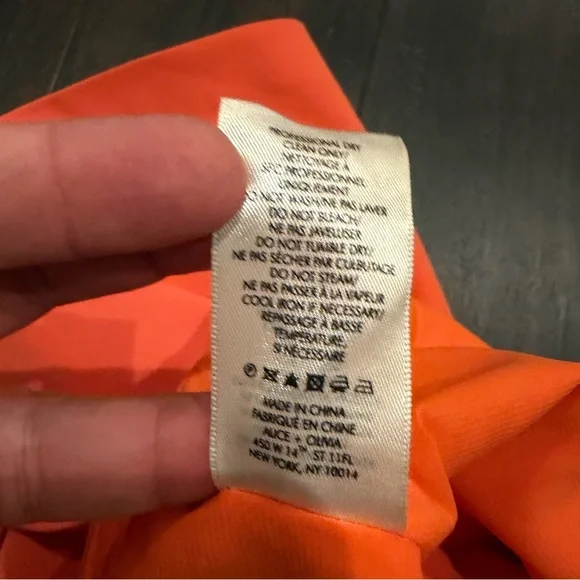 PROFESSIONAL DRY
CLEAN ONLY/
NETTOYAGE À
SEC PROFESSIONNEL
UNIQUEMENT
DO NOT WASH/NE PAS LAVER
DO NOT BLEACH/
NE PAS JAVELLISER
DO NOT TUMBLE DRY/
NE PAS SÉCHER PAR CULBUTAGE
DO NOT STEAM/
NE PAS PASSER À LA VAPEUR
COOL IRON IF NECESSARY/
REPASSAGE À BASSE
TEMPÉRATURE,
SI NÉCESSAIRE
MADE IN CHINA
FABRIQUÉ EN CHINE
ALICE + OLIVIA
450 W 14TH ST 11FL
NEW YORK, NY 10014